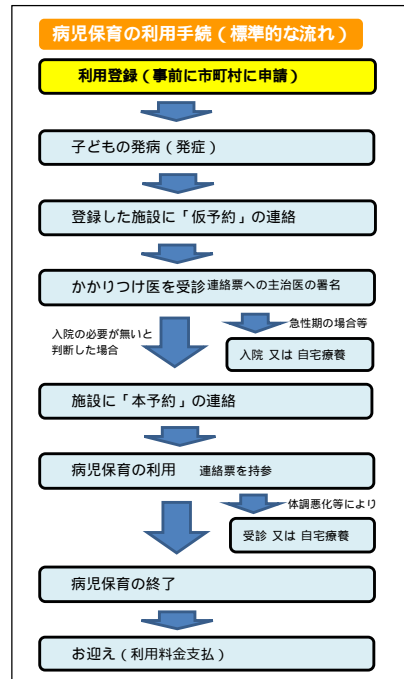 病児保育の利用手続(標準的な流れ)
利用登録(事前に市町村に申請)
子どもの発病(発症)
登録した施設に「仮予約」の連絡
かかりつけ医を受診 連絡票への主治医の署名
入院の必要が無いと
判断した場合
急性期の場合等
入院 又は 自宅療養
施設に「本予約」の連絡
病児保育の利用 連絡票を持参
体調悪化等により
受診 又は 自宅療養
病児保育の終了
お迎え(利用料金支払)